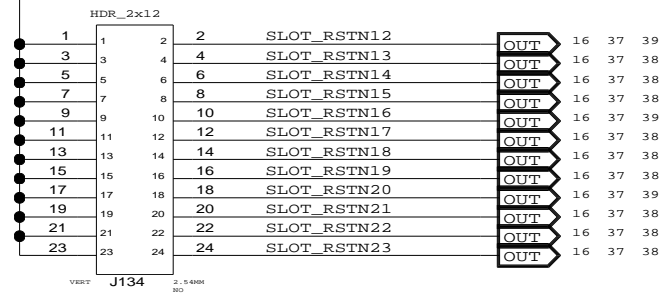 HDR_2x12
1 1 2 2 SLOT_RSTN12 OUT 16 37 39
3 3 4 4 SLOT_RSTN13 OUT 16 37 38
5 5 6 6 SLOT_RSTN14 OUT 16 37 38
7 7 8 8 SLOT_RSTN15 OUT 16 37 38
9 9 10 10 SLOT_RSTN16 OUT 16 37 39
11 11 12 12 SLOT_RSTN17 OUT 16 37 38
13 13 14 14 SLOT_RSTN18 OUT 16 37 38
15 15 16 16 SLOT_RSTN19 OUT 16 37 38
17 17 18 18 SLOT_RSTN20 OUT 16 37 39
19 19 20 20 SLOT_RSTN21 OUT 16 37 38
21 21 22 22 SLOT_RSTN22 OUT 16 37 38
23 23 24 24 SLOT_RSTN23 OUT 16 37 38
VERT J134 2.54MM
NO